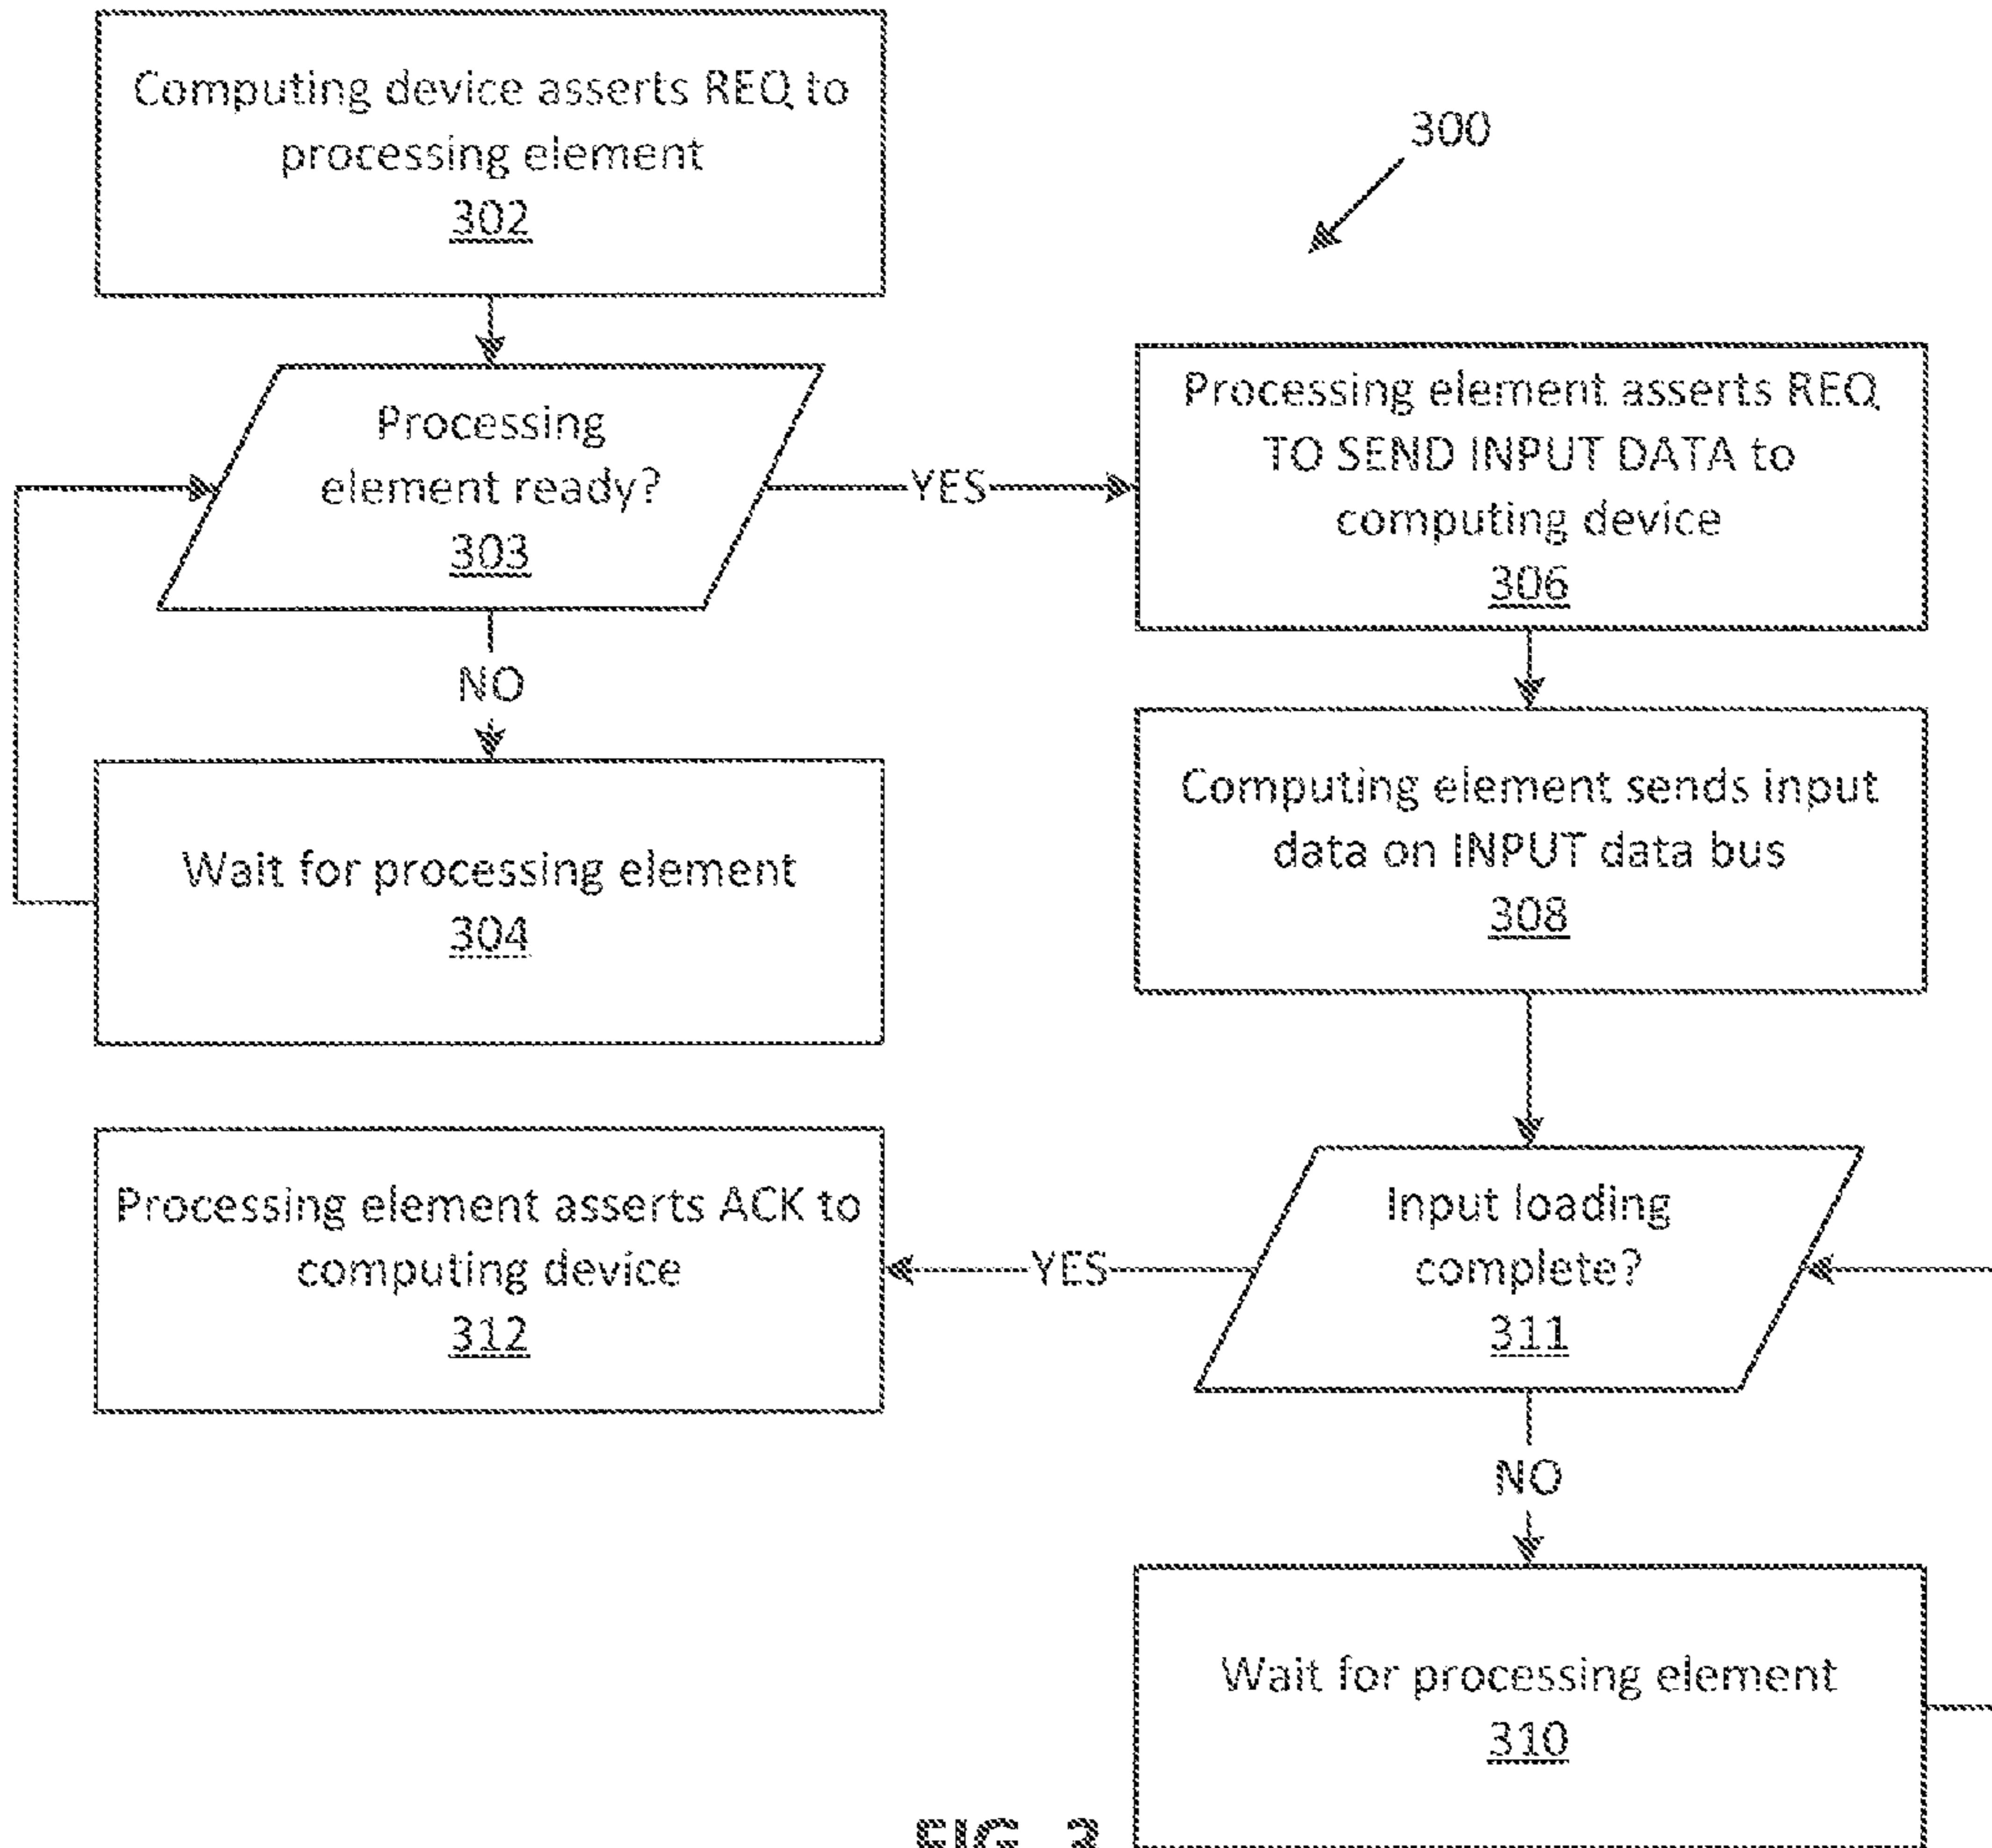 Computing device asserts REQ to
processing element
302
300
Processing
element ready?
303
YES
Processing element asserts REQ
TO SEND INPUT DATA to
computing device
306
NO
Wait for processing element
304
Computing element sends input
data on INPUT data bus
308
Input loading
complete?
311
YES
Processing element asserts ACK to
computing device
312
NO
Wait for processing element
310
FIG. 3